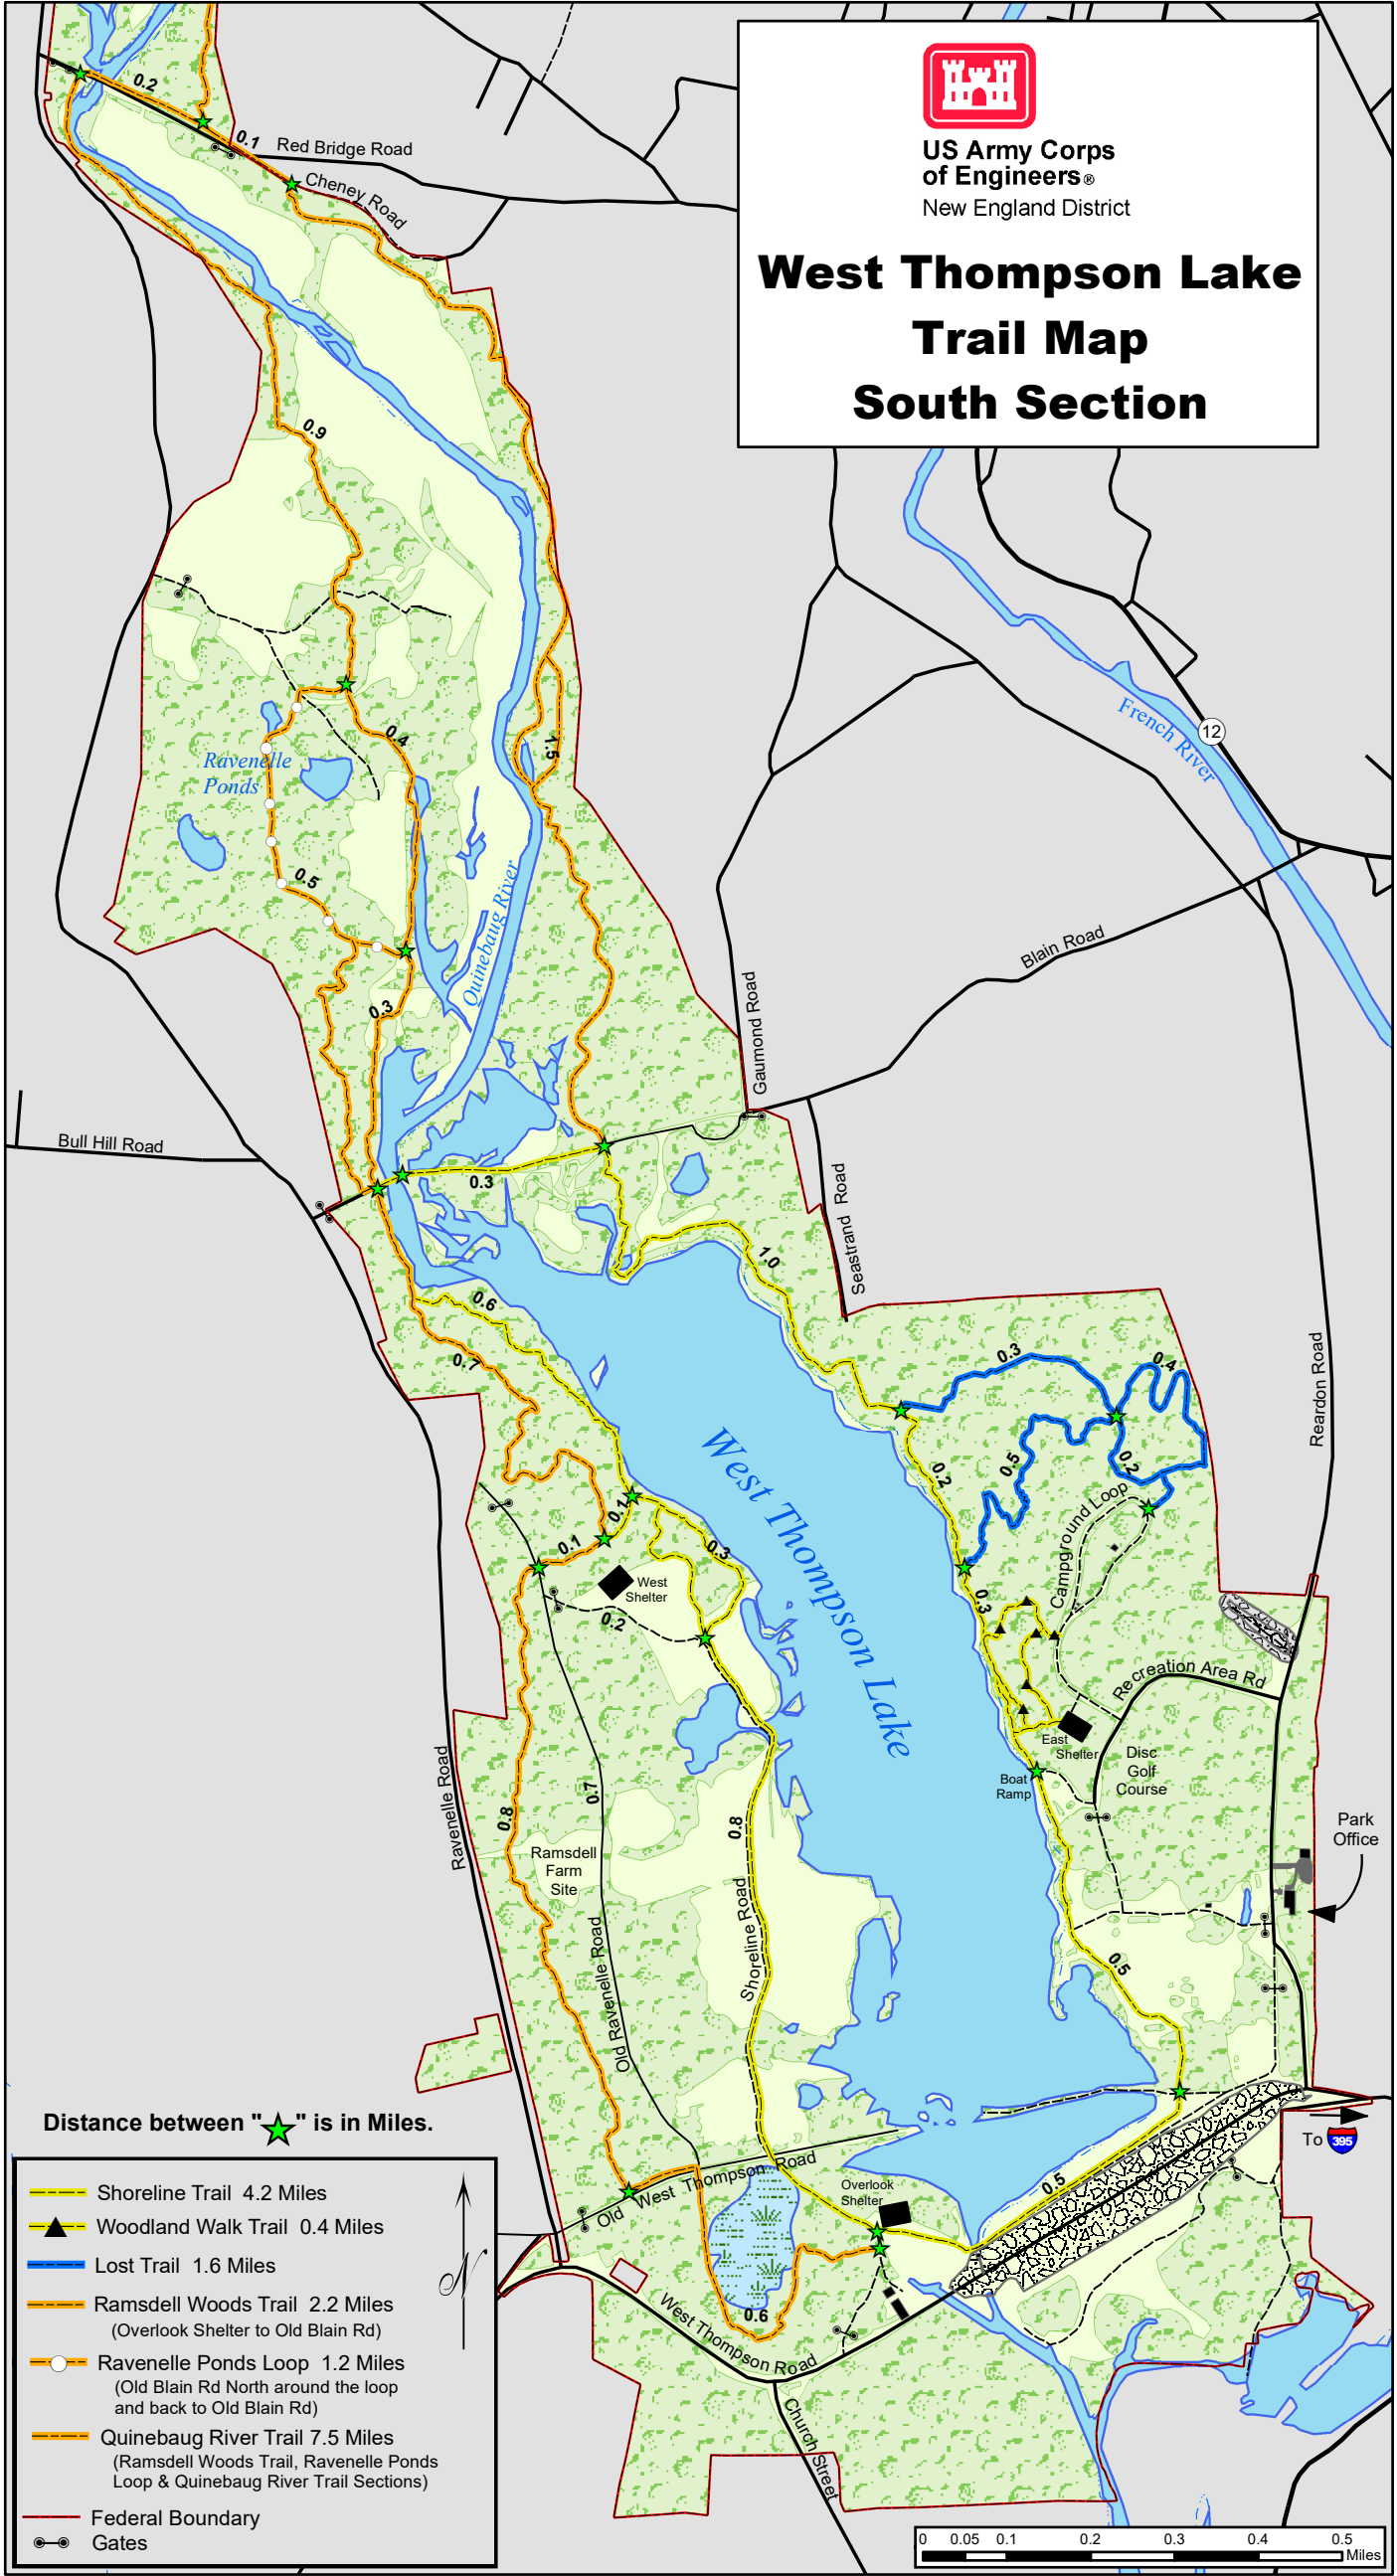 US Army Corps
of Engineers®
New England District
West Thompson Lake
Trail Map
South Section
0.2
0.1
Red Bridge Road
Cheney Road
0.9
12
French River
0.4
1.5
Ravenelle
Ponds
0.5
Quinebaug River
0.3
Blain Road
Gaumond Road
Bull Hill Road
0.3
Seastrand Road
1.0
0.6
0.7
0.3
0.4
Reardon Road
0.2
0.5
0.2
Campground Loop
West Thompson Lake
0.1
0.1
0.3
West
Shelter
0.2
0.3
Recreation Area Rd
East
Shelter
Disc
Golf
Course
Boat
Ramp
Ravenelle Road
0.7
0.8
0.8
Park
Office
Ramsdell
Farm
Site
Shoreline Road
Old Ravenelle Road
0.5
To 395
Old West Thompson Road
Overlook
Shelter
0.5
0.6
West Thompson Road
Church Street
Distance between "★" is in Miles.
Shoreline Trail 4.2 Miles
Woodland Walk Trail 0.4 Miles
Lost Trail 1.6 Miles
N
Ramsdell Woods Trail 2.2 Miles
(Overlook Shelter to Old Blain Rd)
Ravenelle Ponds Loop 1.2 Miles
(Old Blain Rd North around the loop
and back to Old Blain Rd)
Quinebaug River Trail 7.5 Miles
(Ramsdell Woods Trail, Ravenelle Ponds
Loop & Quinebaug River Trail Sections)
Federal Boundary
Gates
0 0.05 0.1 0.2 0.3 0.4 0.5
Miles